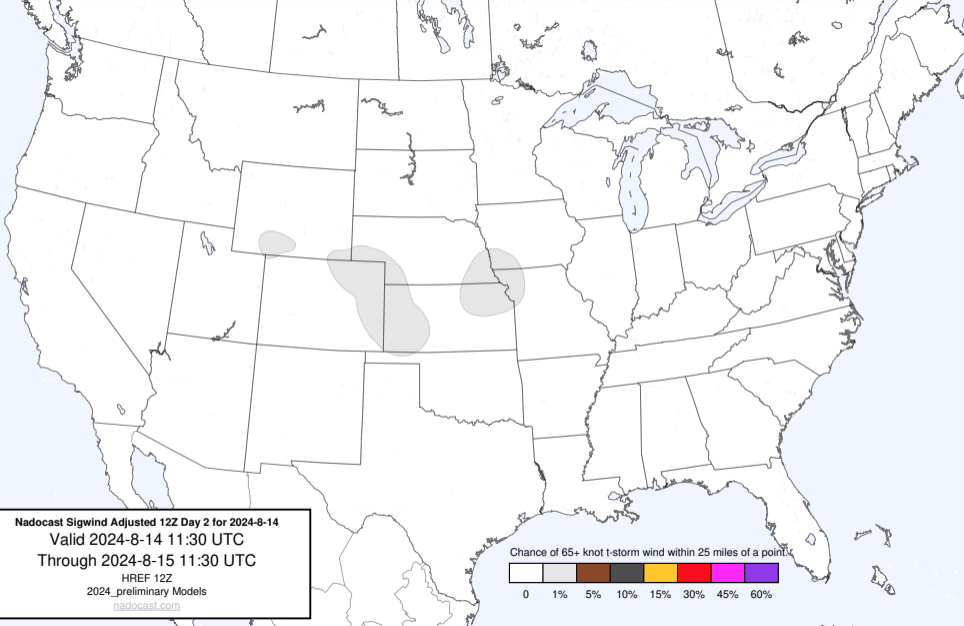 Nadocast Sigwind Adjusted 12Z Day 2 for 2024-8-14
Valid 2024-8-14 11:30 UTC
Through 2024-8-15 11:30 UTC
HREF 12Z
2024_preliminary Models
nadocast.com
Chance of 65+ knot t-storm wind within 25 miles of a point.
0 1% 5% 10% 15% 30% 45% 60%